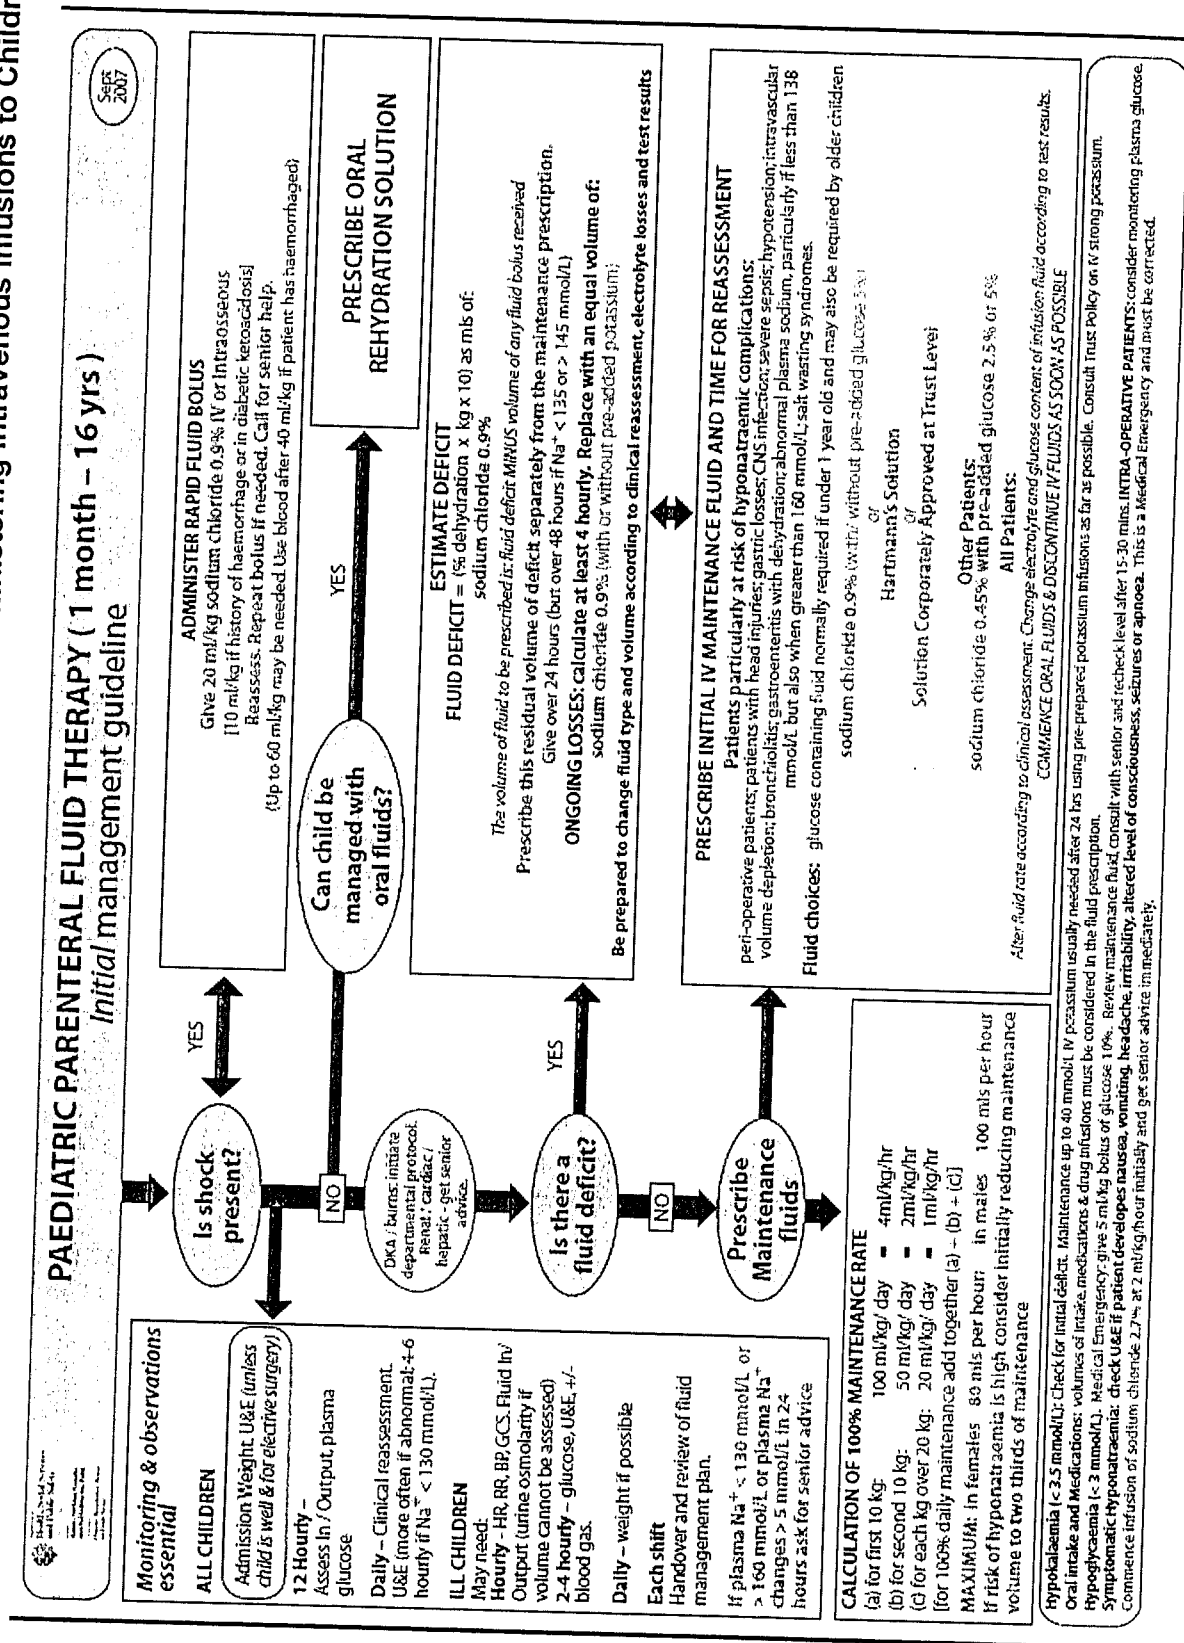 nistering Intravenous Infusions to Childr
PAEDIATRIC PARENTERAL FLUID THERAPY ( 1 month – 16 yrs )
Initial management guideline
Sept
2007
Monitoring & observations
essential
ALL CHILDREN
Admission Weight, U&E (unless
child is well & for elective surgery)
12 Hourly –
Assess In / Output, plasma
glucose
Daily – Clinical reassessment.
U&E (more often if abnormal: 4-6
hourly if Na+ < 130 mmol/L).
ILL CHILDREN
May need:
Hourly - HR, RR, BP, GCS, Fluid In/
Output (urine osmolarity if
volume cannot be assessed)
2-4 hourly – glucose, U&E, +/-
blood gas.
Daily – weight if possible
Each shift
Handover and review of fluid
management plan.
If plasma Na+ < 130 mmol/L or
> 160 mmol/L or plasma Na+
changes > 5 mmol/L in 24
hours ask for senior advice
Is shock
present?
YES
ADMINISTER RAPID FLUID BOLUS
Give 20 ml/kg sodium chloride 0.9% IV or Intraosseous
[10 ml/kg if history of haemorrhage or in diabetic ketoacidosis]
Reassess. Repeat bolus if needed. Call for senior help.
(Up to 60 ml/kg may be needed. Use blood after 40 ml/kg if patient has haemorrhaged)
NO
Can child be
managed with
oral fluids?
YES
PRESCRIBE ORAL
REHYDRATION SOLUTION
DKA / burns: initiate
departmental protocol.
Renal / cardiac /
hepatic - get senior
advice.
Is there a
fluid deficit?
YES
ESTIMATE DEFICIT
FLUID DEFICIT = (% dehydration x kg x 10) as mls of:
sodium chloride 0.9%
The volume of fluid to be prescribed is: fluid deficit MINUS volume of any fluid bolus received
Prescribe this residual volume of deficit separately from the maintenance prescription.
Give over 24 hours (but over 48 hours if Na+ < 135 or > 145 mmol/L)
ONGOING LOSSES: calculate at least 4 hourly. Replace with an equal volume of:
sodium chloride 0.9% (with or without pre-added potassium)
Be prepared to change fluid type and volume according to clinical reassessment, electrolyte losses and test results
NO
Prescribe
Maintenance
fluids
PRESCRIBE INITIAL IV MAINTENANCE FLUID AND TIME FOR REASSESSMENT
Patients particularly at risk of hyponatraemic complications:
peri-operative patients; patients with head injuries; gastric losses; CNS infection; severe sepsis; hypotension; intravascular
volume depletion; bronchiolitis; gastroenteritis with dehydration; abnormal plasma sodium, particularly if less than 138
mmol/L but also when greater than 160 mmol/L; salt wasting syndromes.
Fluid choices: glucose containing fluid normally required if under 1 year old and may also be required by older children
sodium chloride 0.9% (with/ without pre-added glucose 5%)
or
Hartmann's Solution
or
Solution Corporately Approved at Trust Level
Other Patients:
sodium chloride 0.45% with pre-added glucose 2.5% or 5%
All Patients:
After fluid rate according to clinical assessment. Change electrolyte and glucose content of infusion fluid according to test results.
COMMENCE ORAL FLUIDS & DISCONTINUE IV FLUIDS AS SOON AS POSSIBLE
CALCULATION OF 100% MAINTENANCE RATE
(a) for first 10 kg: 100 ml/kg/ day = 4ml/kg/hr
(b) for second 10 kg: 50 ml/kg/ day = 2ml/kg/hr
(c) for each kg over 20 kg: 20 ml/kg/ day = 1ml/kg/hr
[for 100% daily maintenance add together (a) + (b) + (c)]
MAXIMUM: In females 80 mls per hour; in males 100 mls per hour
If risk of hyponatraemia is high consider initially reducing maintenance
volume to two thirds of maintenance
Hypokalaemia (< 3.5 mmol/L): Check for initial deficit. Maintenance up to 40 mmol/L IV potassium usually needed after 24 hrs using pre-prepared potassium infusions as far as possible. Consult Trust Policy on IV strong potassium.
Oral intake and Medications: volumes of intake, medications & drug infusions must be considered in the fluid prescription.
Hypoglycaemia (< 3 mmol/L). Medical Emergency: give 5 ml/kg bolus of glucose 10%. Review maintenance fluid, consult with senior and recheck level after 15-30 mins. INTRA-OPERATIVE PATIENTS: consider monitoring plasma glucose.
Symptomatic Hyponatraemia: check U&E if patient develops nausea, vomiting, headache, irritability, altered level of consciousness, seizures or apnoea. This is a Medical Emergency and must be corrected.
Commence infusion of sodium chloride 2.7% at 2 ml/kg/hour initially and get senior advice immediately.